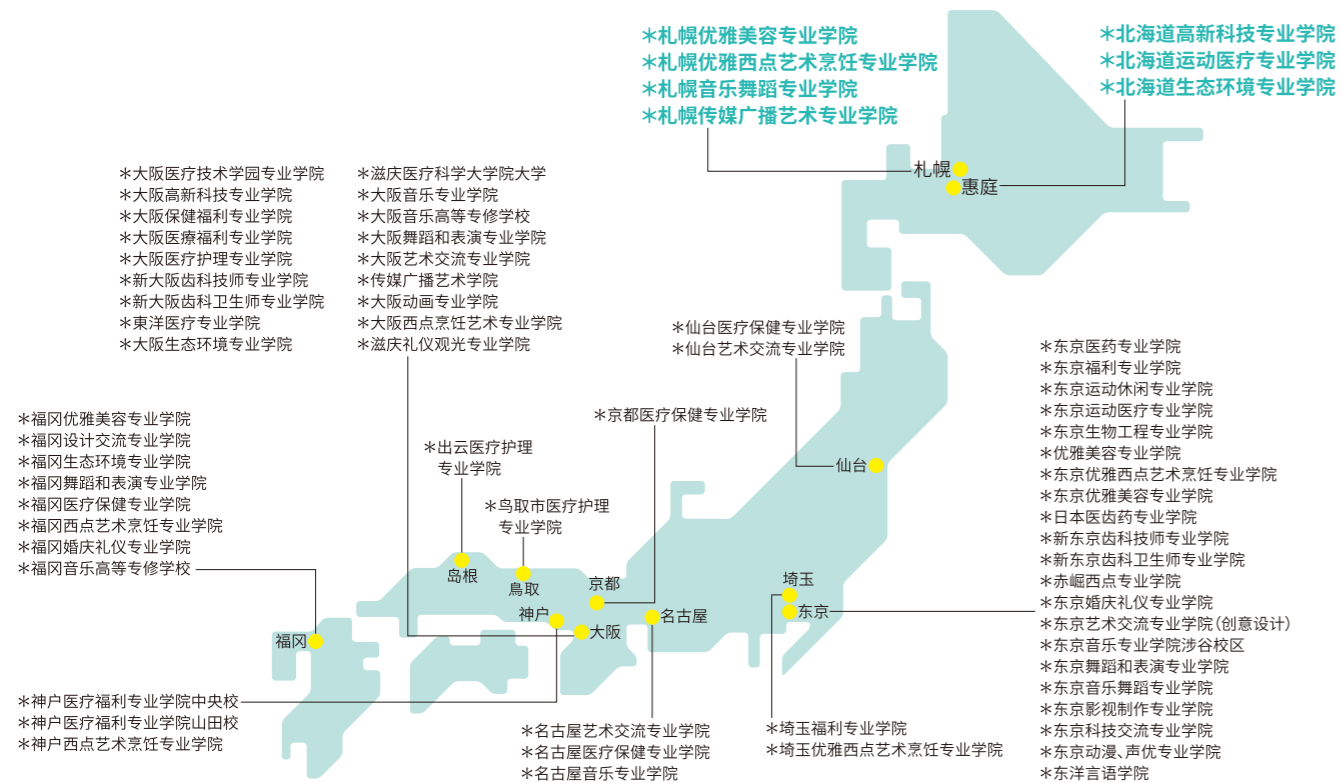 ＊札幌优雅美容专业学院
＊札幌优雅西点艺术烹饪专业学院
＊札幌音乐舞蹈专业学院
＊札幌传媒广播艺术专业学院
＊北海道高新科技专业学院
＊北海道运动医疗专业学院
＊北海道生态环境专业学院
札幌
惠庭
＊大阪医疗技术学园专业学院
＊大阪高新科技专业学院
＊大阪保健福利专业学院
＊大阪医療福利专业学院
＊大阪医疗护理专业学院
＊新大阪齿科技师专业学院
＊新大阪齿科卫生师专业学院
＊東洋医疗专业学院
＊大阪生态环境专业学院
＊滋庆医疗科学大学院大学
＊大阪音乐专业学院
＊大阪音乐高等专修学校
＊大阪舞蹈和表演专业学院
＊大阪艺术交流专业学院
＊传媒广播艺术学院
＊大阪动画专业学院
＊大阪西点烹饪艺术专业学院
＊滋庆礼仪观光专业学院
＊仙台医疗保健专业学院
＊仙台艺术交流专业学院
仙台
＊京都医疗保健专业学院
＊出云医疗护理
专业学院
＊鸟取市医疗护理
专业学院
＊福冈优雅美容专业学院
＊福冈设计交流专业学院
＊福冈生态环境专业学院
＊福冈舞蹈和表演专业学院
＊福冈医疗保健专业学院
＊福冈西点艺术烹饪专业学院
＊福冈婚庆礼仪专业学院
＊福冈音乐高等专修学校
岛根
鳥取
京都
神户
大阪
名古屋
埼玉
东京
福冈
＊东京医药专业学院
＊东京福利专业学院
＊东京运动休闲专业学院
＊东京运动医疗专业学院
＊东京生物工程专业学院
＊优雅美容专业学院
＊东京优雅西点艺术烹饪专业学院
＊东京优雅美容专业学院
＊日本医齿药专业学院
＊新东京齿科技师专业学院
＊新东京齿科卫生师专业学院
＊赤崛西点专业学院
＊东京婚庆礼仪专业学院
＊东京艺术交流专业学院（创意设计）
＊东京音乐专业学院涉谷校区
＊东京舞蹈和表演专业学院
＊东京音乐舞蹈专业学院
＊东京影视制作专业学院
＊东京科技交流专业学院
＊东京动漫、声优专业学院
＊东洋言语学院
＊神户医疗福利专业学院中央校
＊神户医疗福利专业学院山田校
＊神户西点艺术烹饪专业学院
＊名古屋艺术交流专业学院
＊名古屋医疗保健专业学院
＊名古屋音乐专业学院
＊埼玉福利专业学院
＊埼玉优雅西点艺术烹饪专业学院